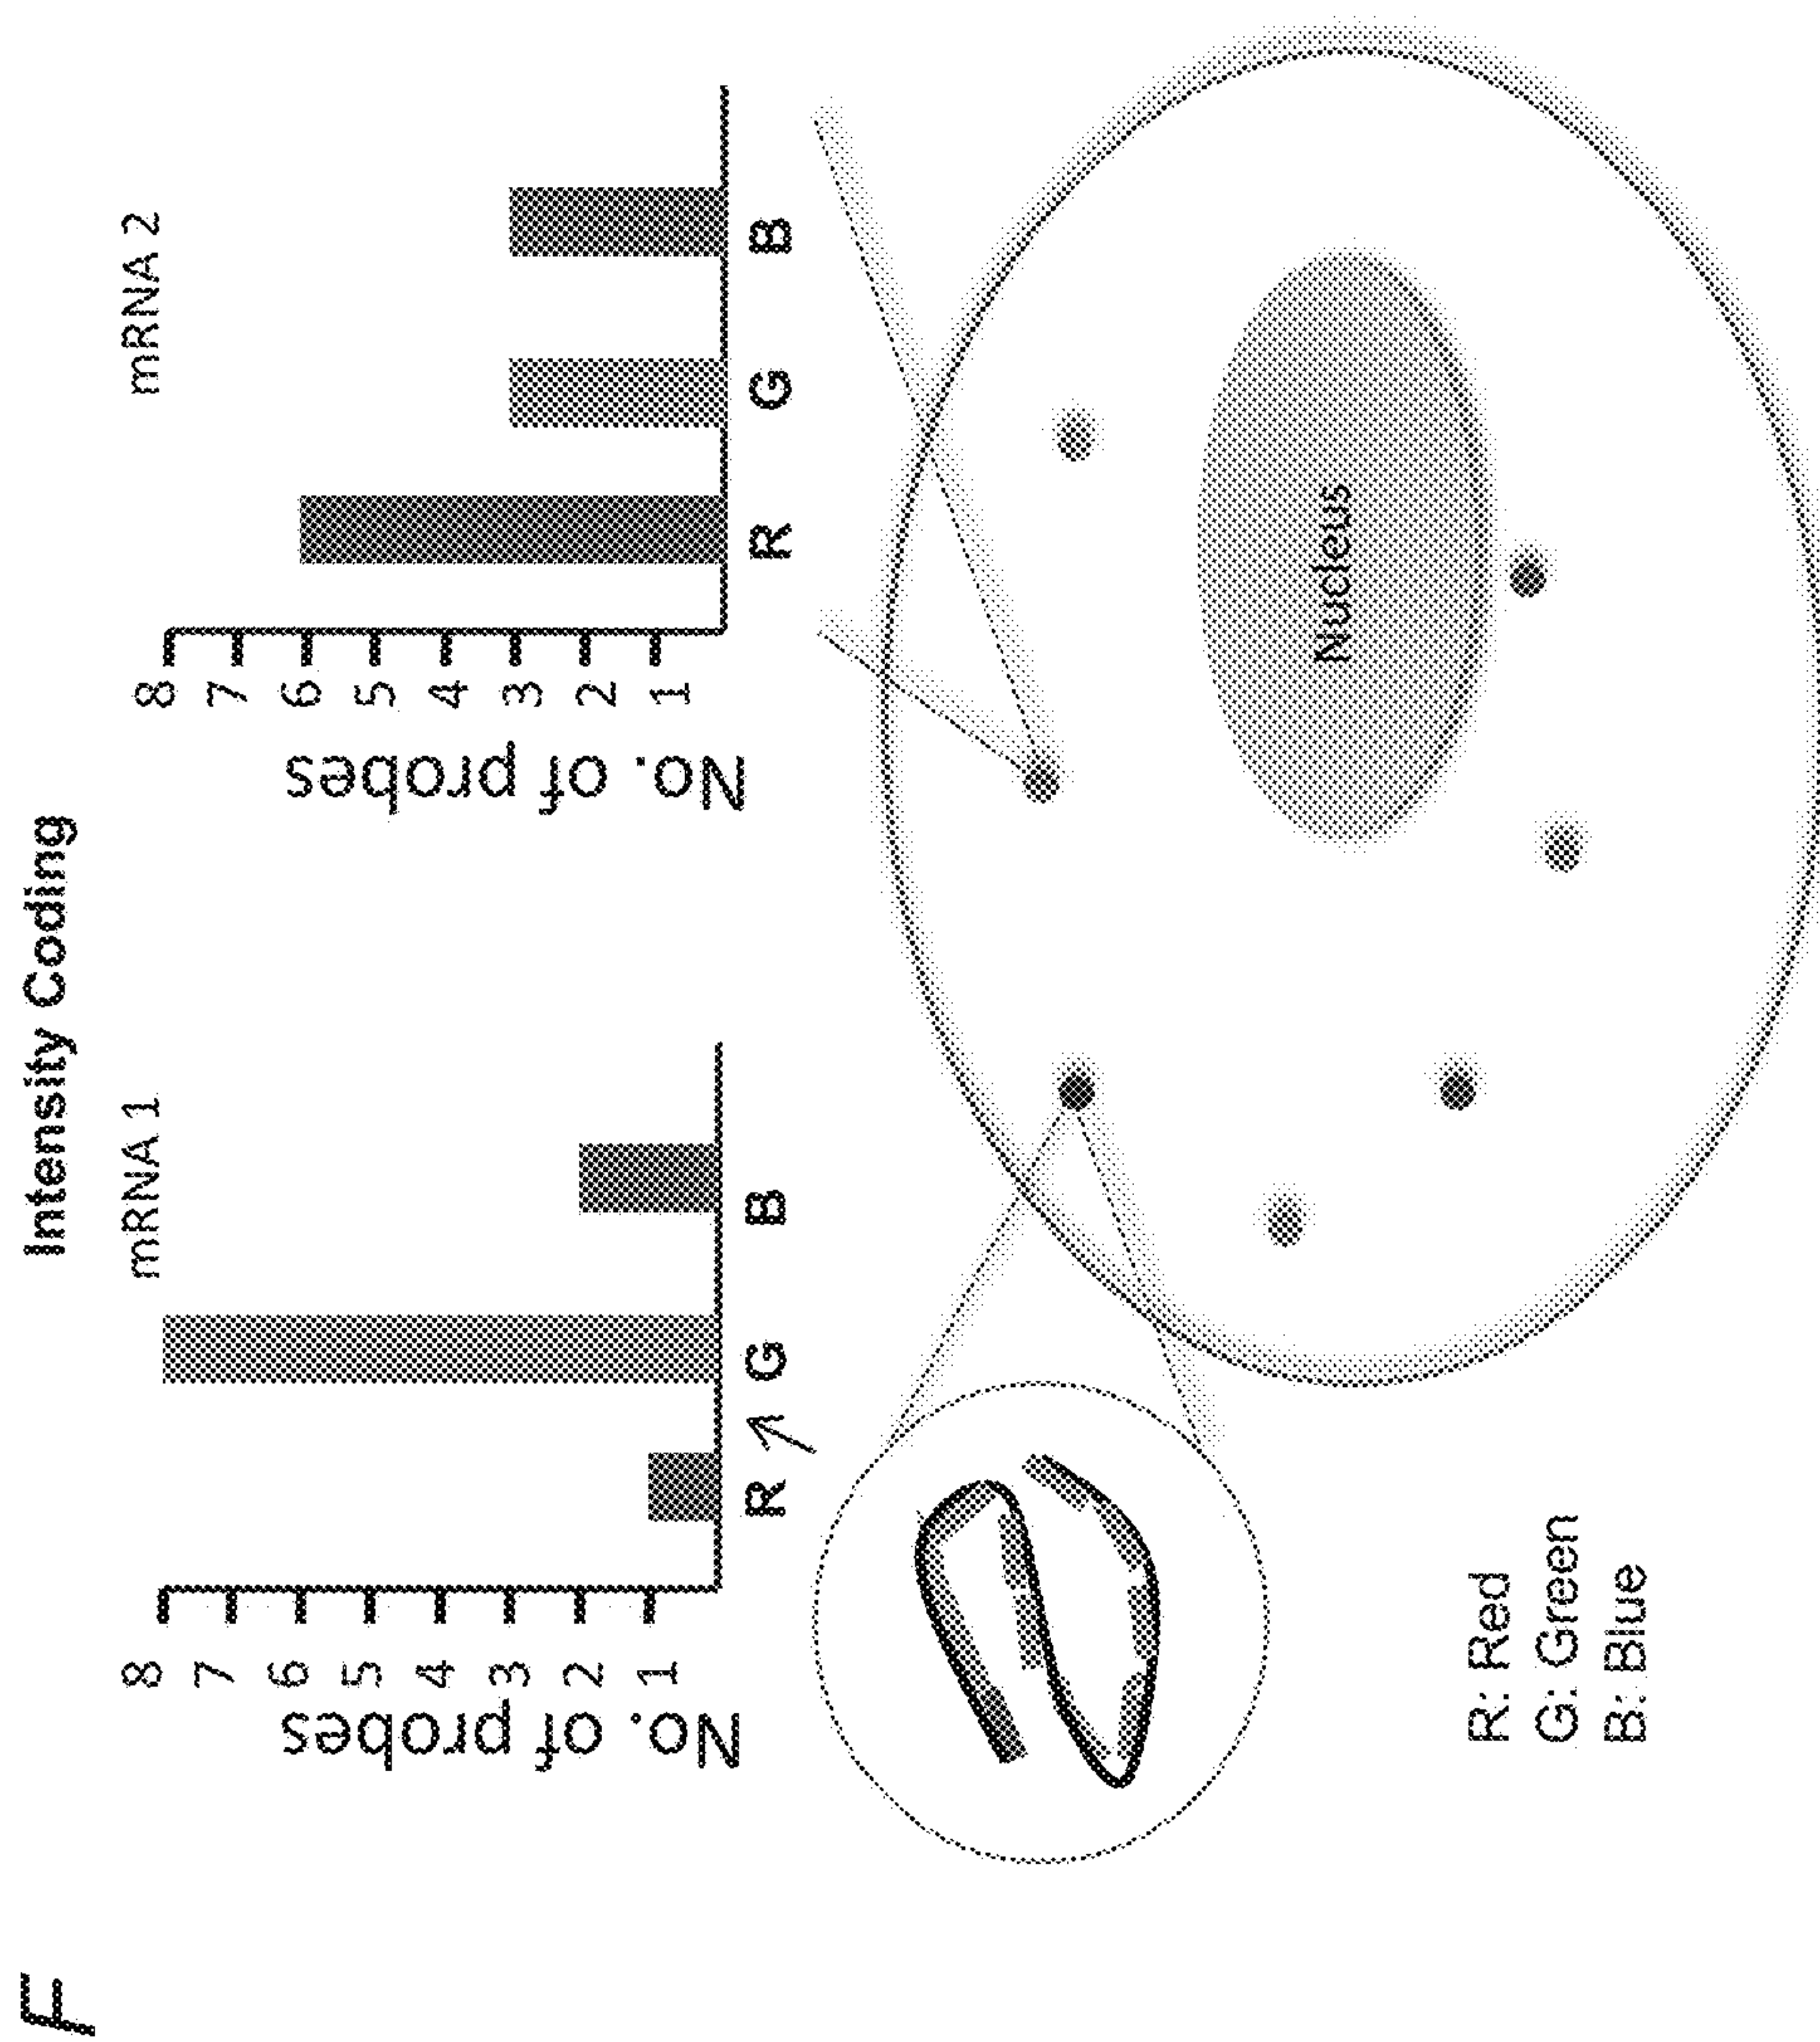 F
Intensity Coding
mRNA 1
No. of probes
8
7
6
5
4
3
2
1
R
G
B
mRNA 2
No. of probes
8
7
6
5
4
3
2
1
R
G
B
Nucleus
R: Red
G: Green
B: Blue